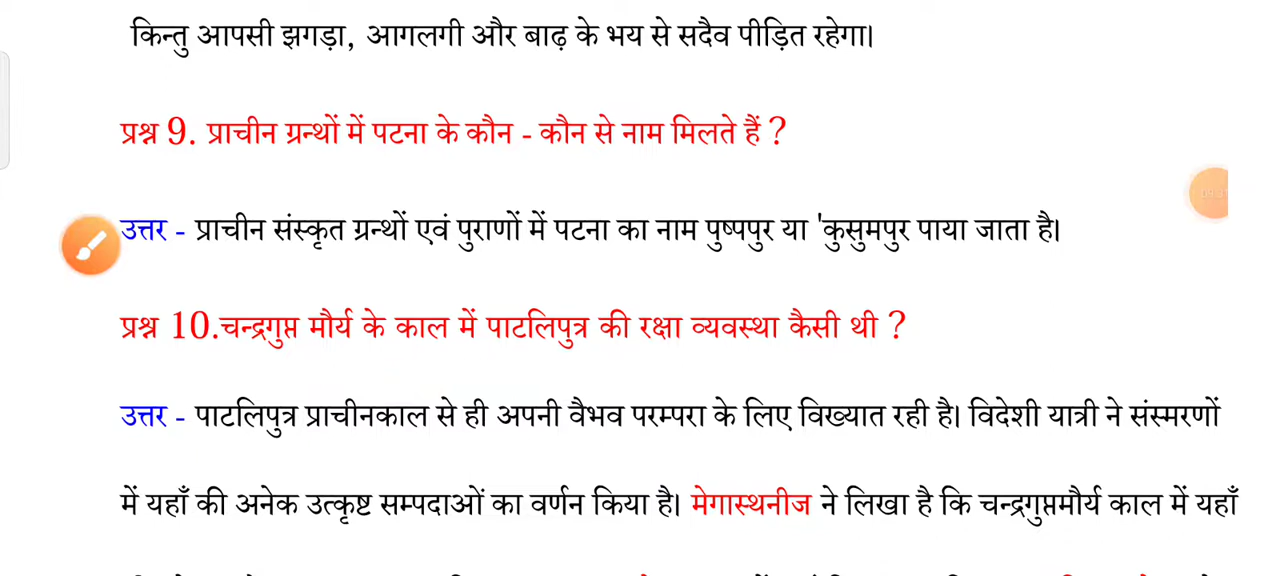 किन्तु आपसी झगड़ा, आगलगी और बाढ़ के भय से सदैव पीड़ित रहेगा।
प्रश्न 9. प्राचीन ग्रन्थों में पटना के कौन - कौन से नाम मिलते हैं ?
उत्तर - प्राचीन संस्कृत ग्रन्थों एवं पुराणों में पटना का नाम पुष्पपुर या 'कुसुमपुर पाया जाता है।
प्रश्न 10.चन्द्रगुप्त मौर्य के काल में पाटलिपुत्र की रक्षा व्यवस्था कैसी थी ?
उत्तर - पाटलिपुत्र प्राचीनकाल से ही अपनी वैभव परम्परा के लिए विख्यात रही है। विदेशी यात्री ने संस्मरणों
में यहाँ की अनेक उत्कृष्ट सम्पदाओं का वर्णन किया है। मेगास्थनीज ने लिखा है कि चन्द्रगुप्तमौर्य काल में यहाँ